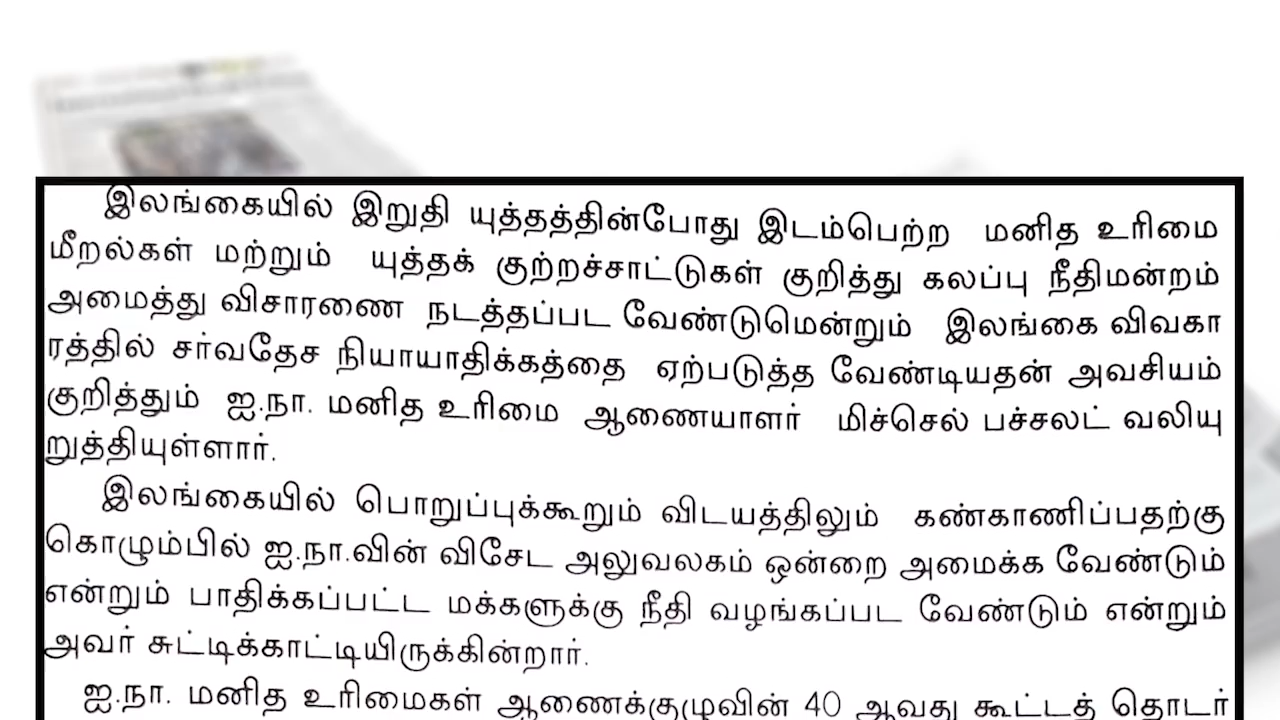 இலங்கையில் இறுதி யுத்தத்தின்போது இடம்பெற்ற மனித உரிமை
மீறல்கள் மற்றும் யுத்தக் குற்றச்சாட்டுகள் குறித்து கலப்பு நீதிமன்றம்
அமைத்து விசாரணை நடத்தப்பட வேண்டுமென்றும் இலங்கை விவகா
ரத்தில் சர்வதேச நியாயாதிக்கத்தை ஏற்படுத்த வேண்டியதன் அவசியம்
குறித்தும் ஐ.நா. மனித உரிமை ஆணையாளர் மிச்செல் பச்சலட் வலியு
றுத்தியுள்ளார்.
இலங்கையில் பொறுப்புக்கூறும் விடயத்திலும் கண்காணிப்பதற்கு
கொழும்பில் ஐ.நா.வின் விசேட அலுவலகம் ஒன்றை அமைக்க வேண்டும்
என்றும் பாதிக்கப்பட்ட மக்களுக்கு நீதி வழங்கப்பட வேண்டும் என்றும்
அவர் சுட்டிக்காட்டியிருக்கின்றார்.
ஐ.நா. மனித உரிமைகள் ஆணைக்குழுவின் 40 ஆவது கூட்டத் தொடர்